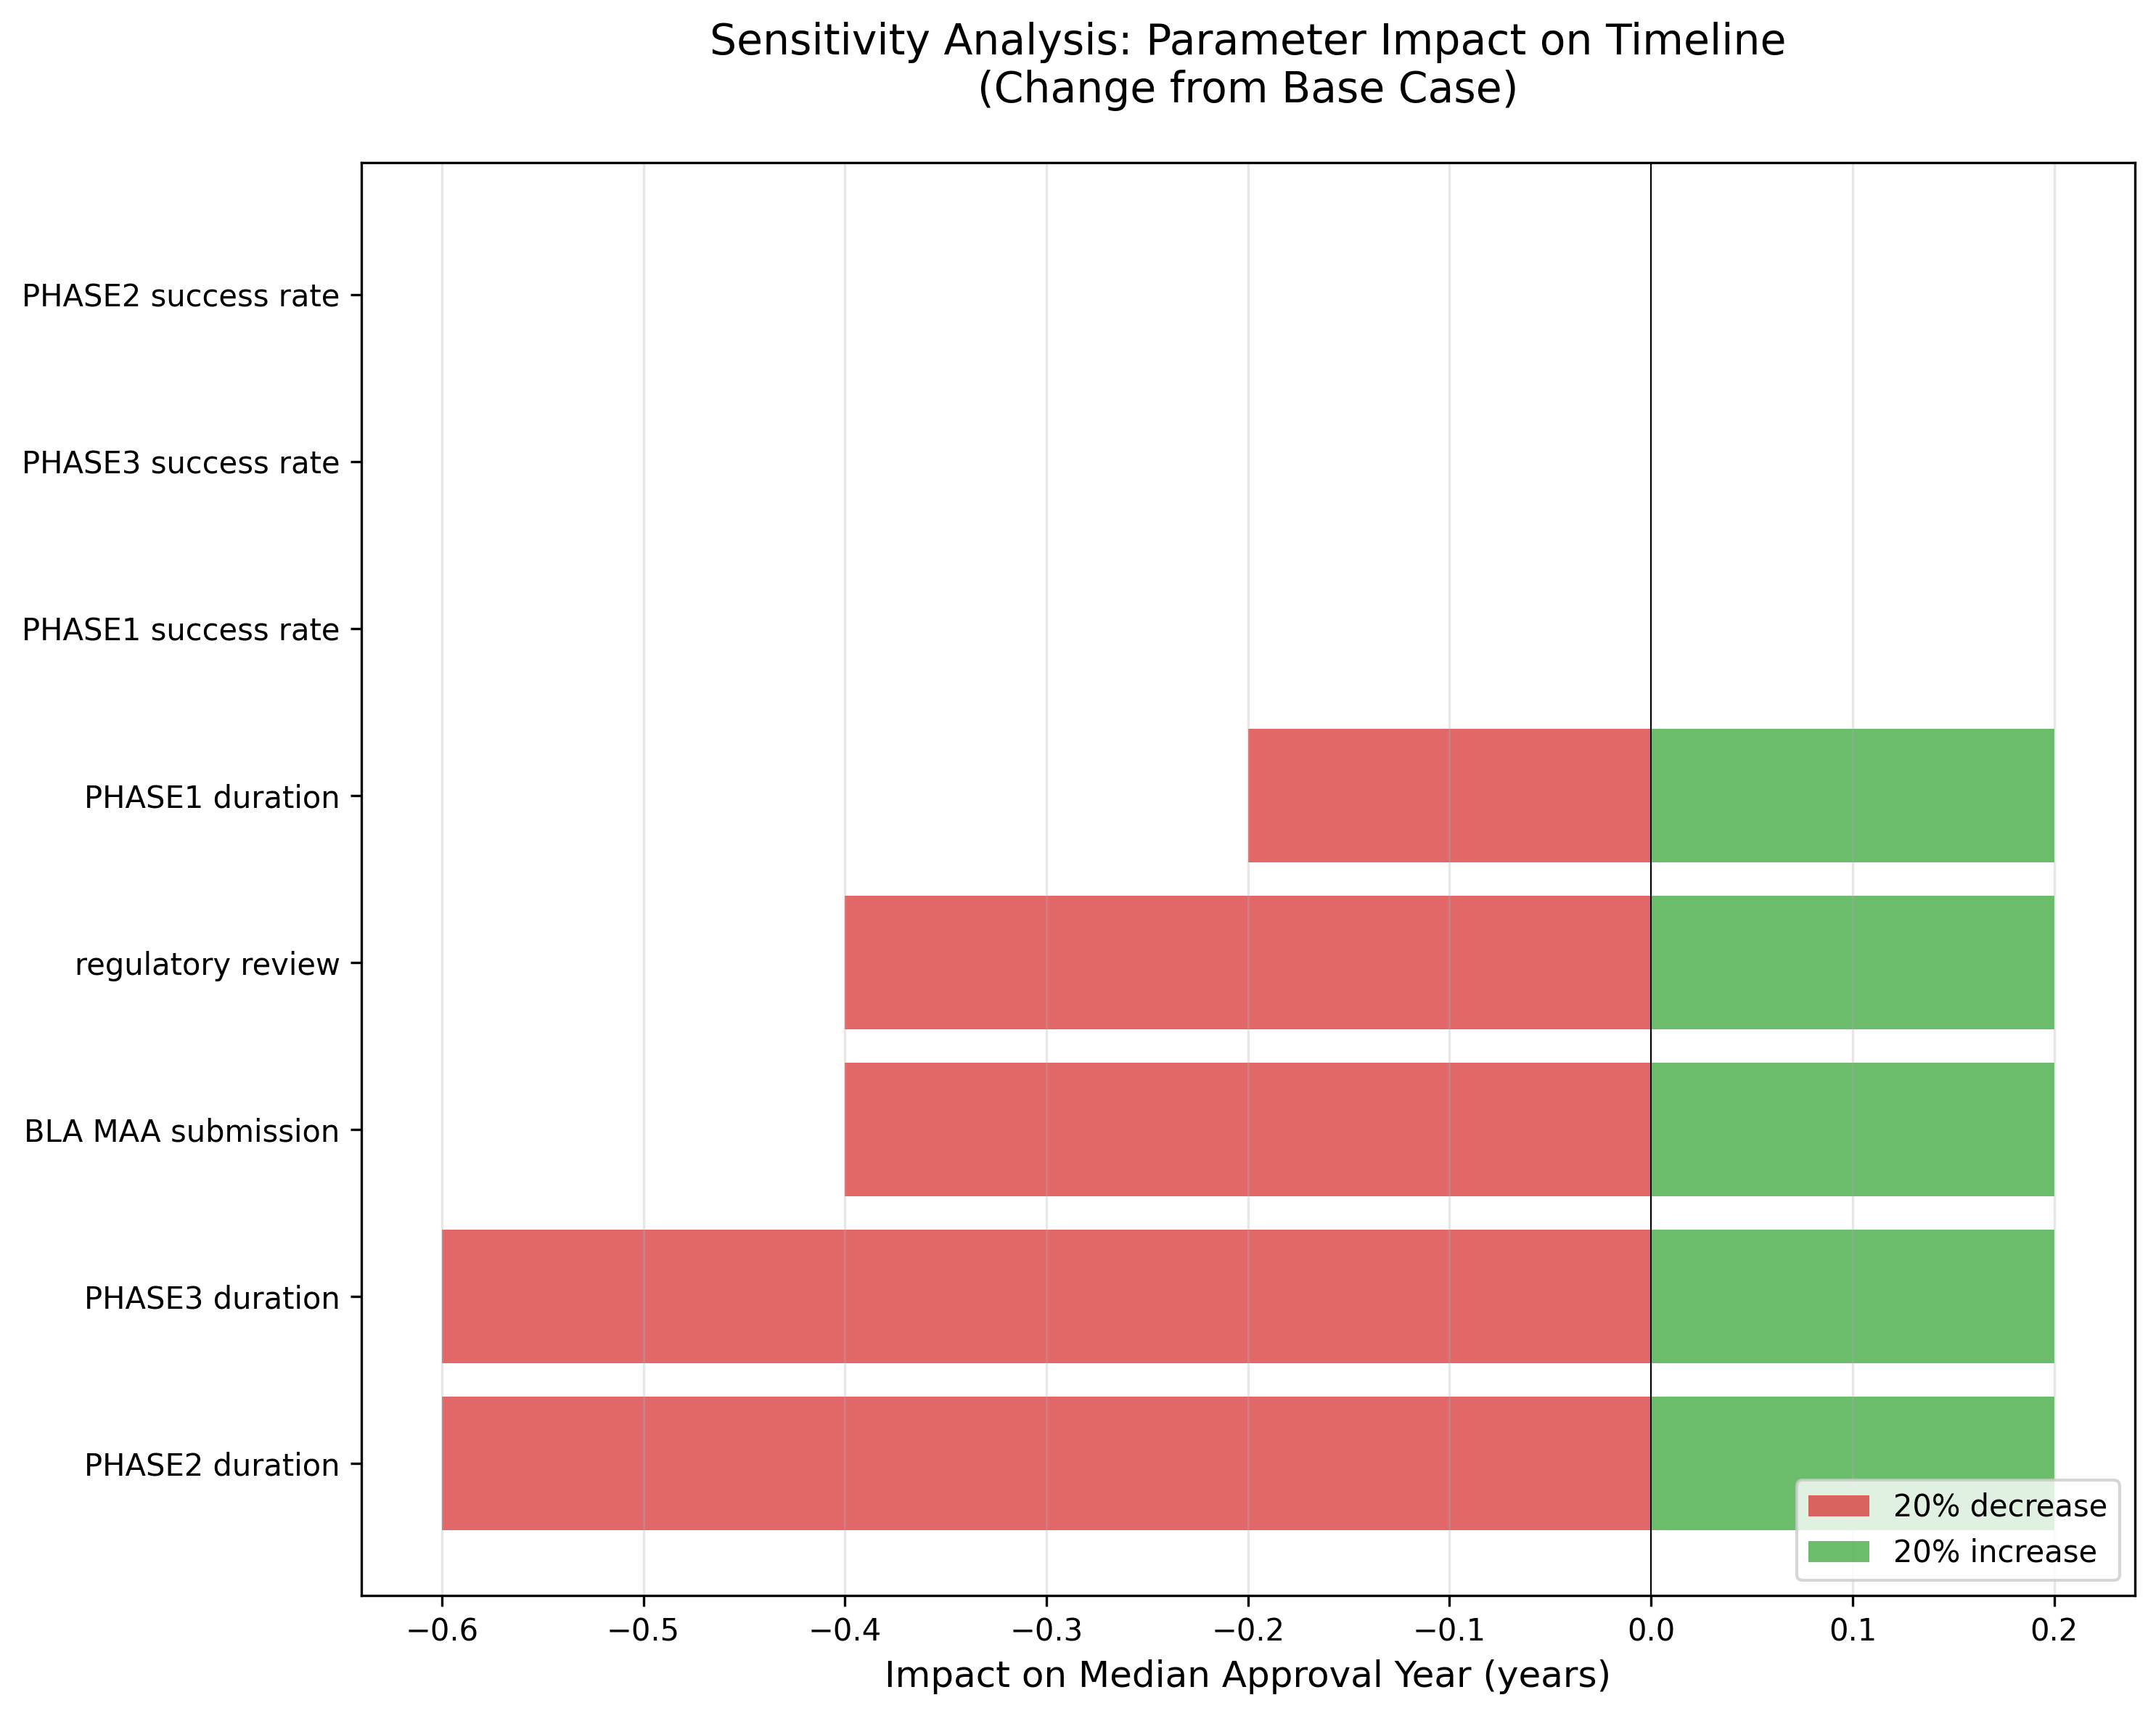 Sensitivity Analysis: Parameter Impact on Timeline
(Change from Base Case)
PHASE2 success rate
PHASE3 success rate
PHASE1 success rate
PHASE1 duration
regulatory review
BLA MAA submission
PHASE3 duration
PHASE2 duration
20% decrease
20% increase
−0.6 −0.5 −0.4 −0.3 −0.2 −0.1 0.0 0.1 0.2
Impact on Median Approval Year (years)